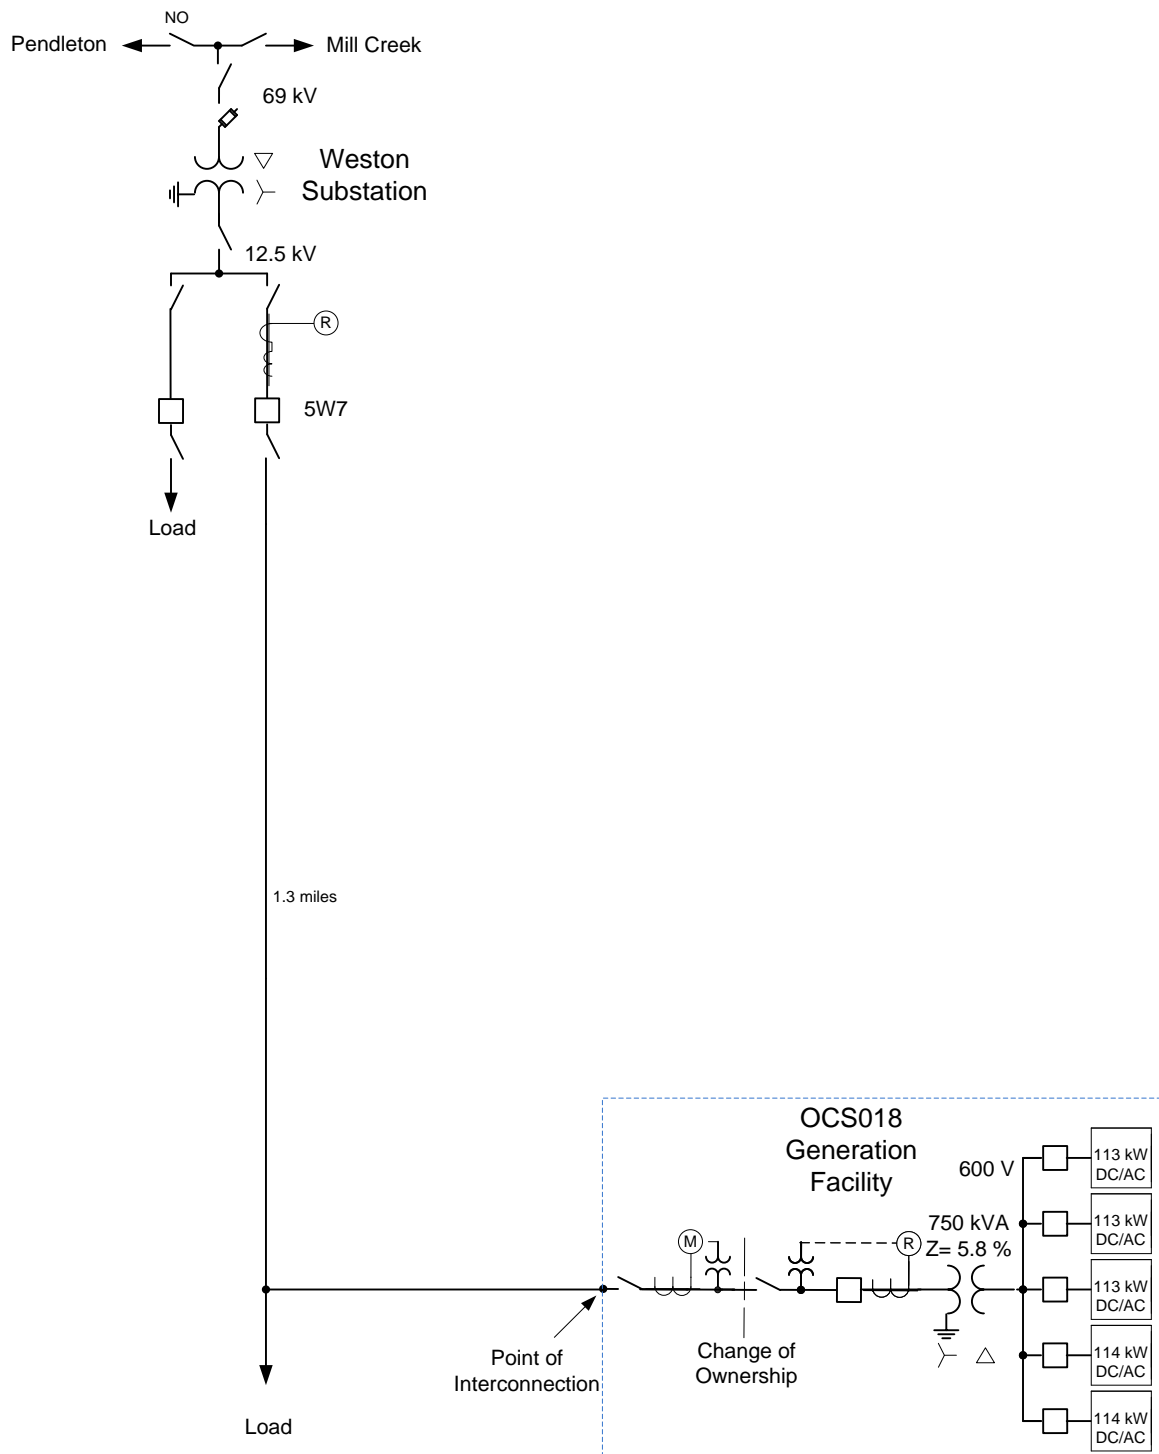 NO
Pendleton
Mill Creek
69 kV
Weston
Substation
12.5 kV
R
5W7
Load
1.3 miles
OCS018
Generation
Facility
600 V
113 kW
DC/AC
750 kVA
Z= 5.8 %
113 kW
DC/AC
M
R
113 kW
DC/AC
Point of
Interconnection
Change of
Ownership
114 kW
DC/AC
114 kW
DC/AC
Load